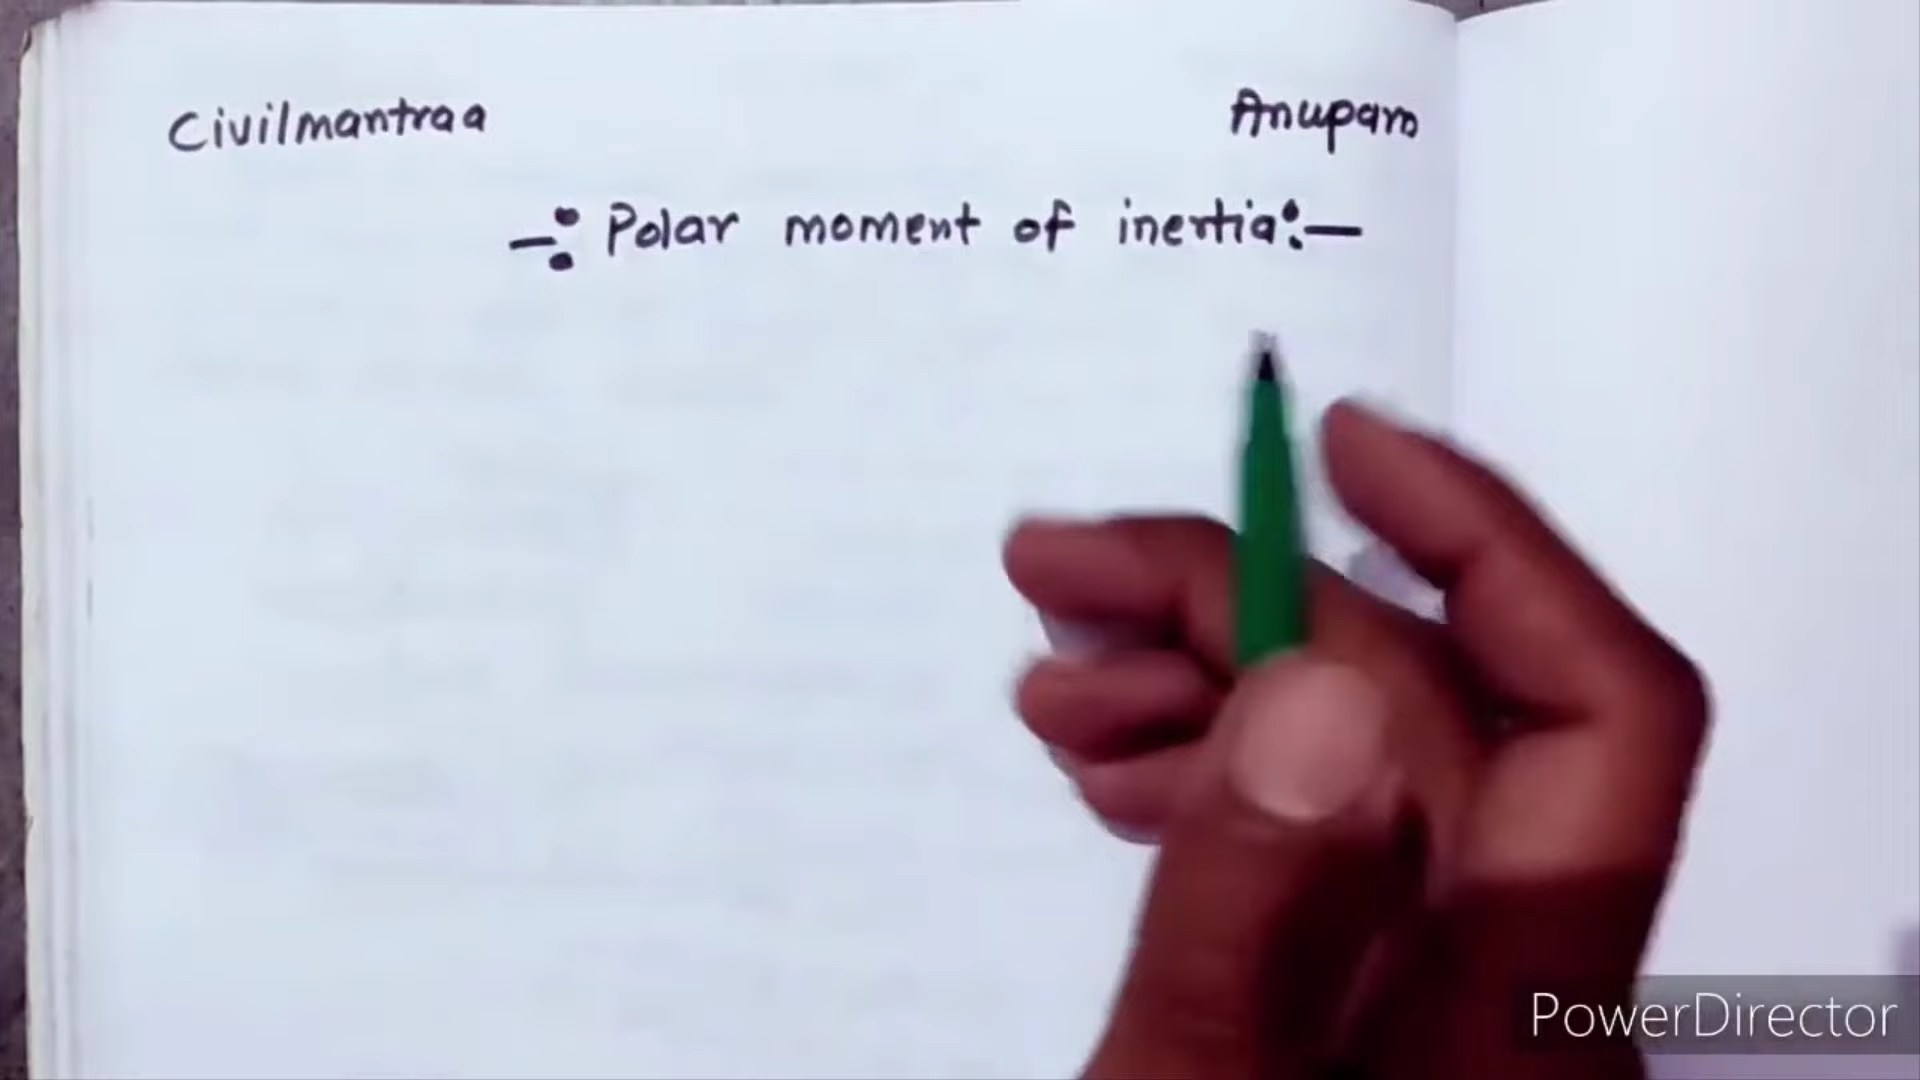 Civilmantraa Anupam
-: Polar moment of inertia:-
PowerDirector